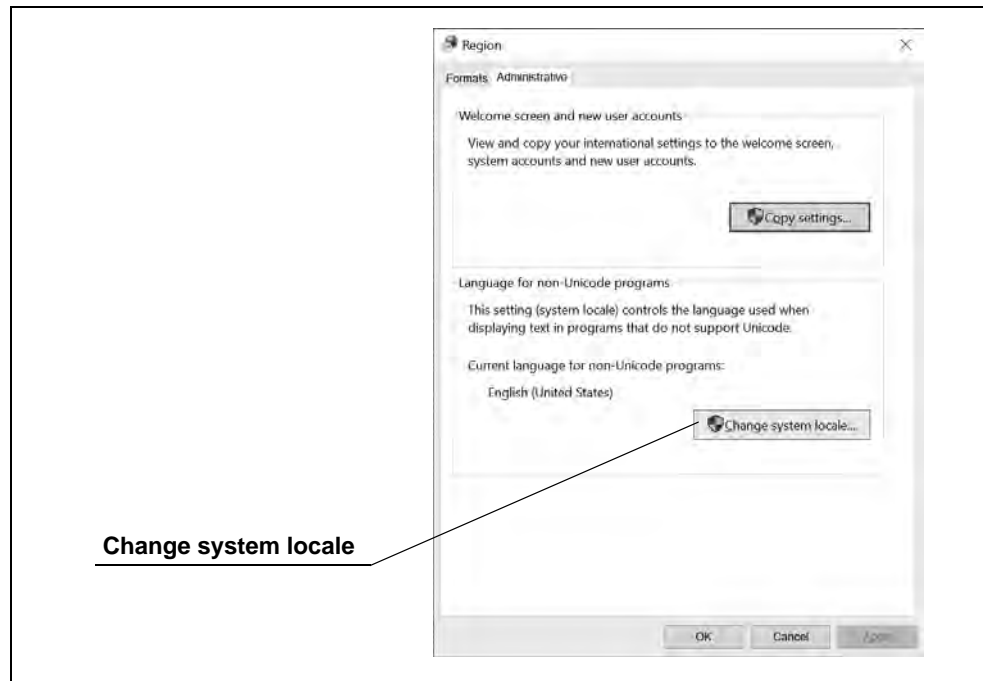 Region
Formats Administrative
Welcome screen and new user accounts
View and copy your international settings to the welcome screen,
system accounts and new user accounts.
Copy settings...
Language for non-Unicode programs
This setting (system locale) controls the language used when
displaying text in programs that do not support Unicode.
Current language for non-Unicode programs:
English (United States)
Change system locale...
Change system locale
OK Cancel Apply